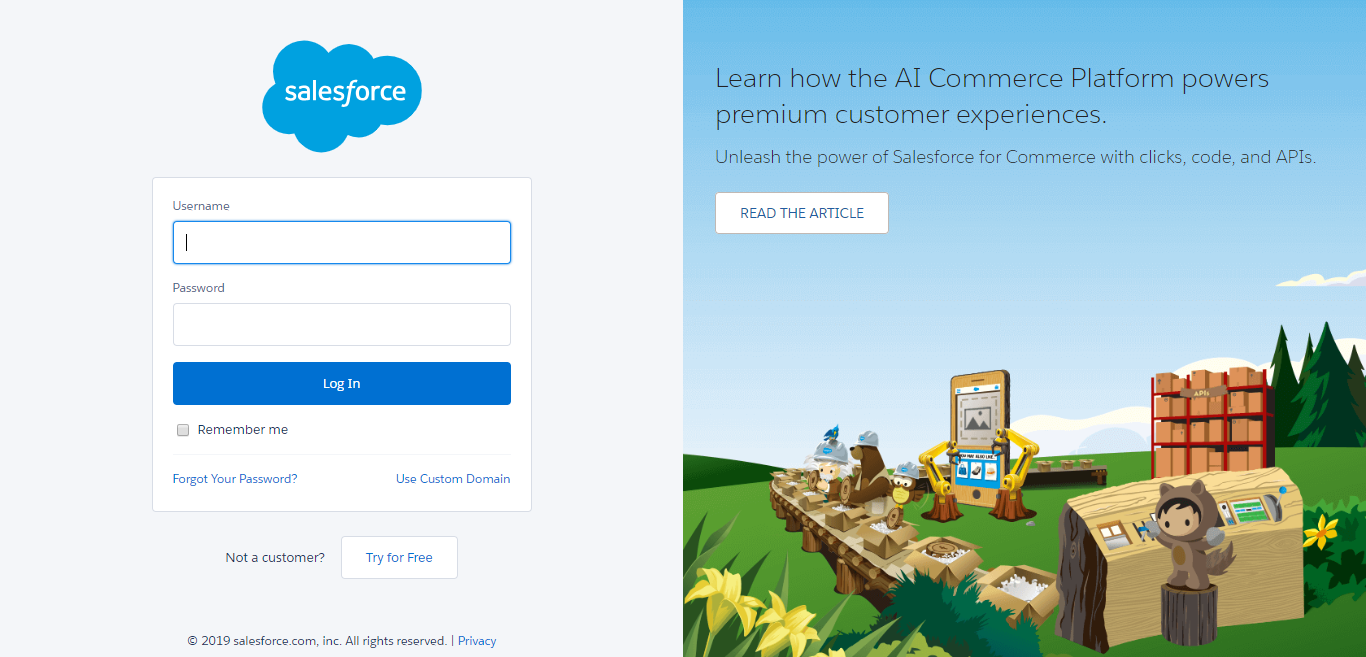 salesforce
Username
Password
Log In
Remember me
Forgot Your Password?
Use Custom Domain
Not a customer?
Try for Free
© 2019 salesforce.com, inc. All rights reserved. | Privacy
Learn how the AI Commerce Platform powers
premium customer experiences.
Unleash the power of Salesforce for Commerce with clicks, code, and APIs.
READ THE ARTICLE
APIs
YOU MAY ALSO LIKE...